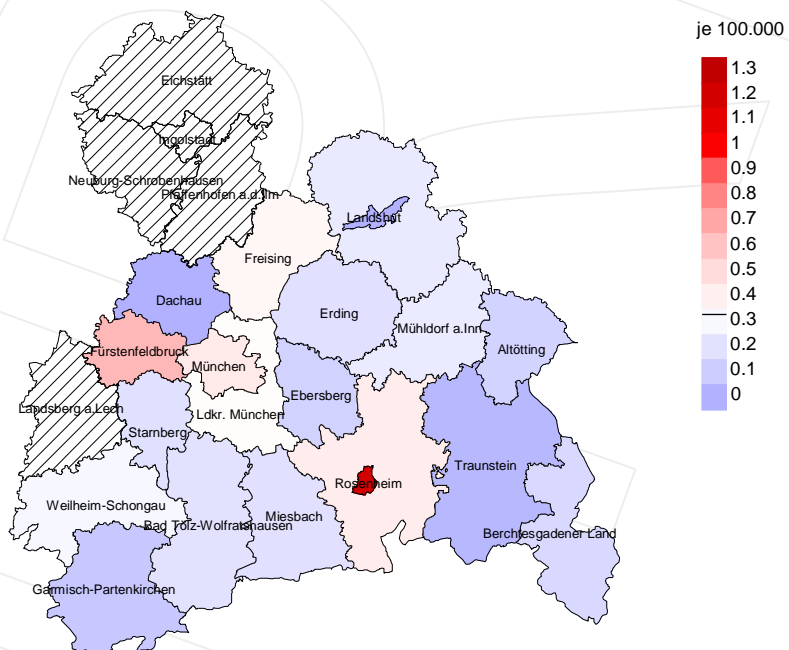 je 100.000
1.3
1.2
1.1
1
0.9
0.8
0.7
0.6
0.5
0.4
0.3
0.2
0.1
0
Eichstätt
Ingolstadt
Neuburg-Schrobenhausen
Pfaffenhofen a.d.Ilm
Landshut
Freising
Dachau
Erding
Mühldorf a.Inn
Altötting
Fürstenfeldbruck
München
Ebersberg
Landsberg a.Lech
Ldkr. München
Starnberg
Traunstein
Rosenheim
Weilheim-Schongau
Miesbach
Bad Tölz-Wolfratshausen
Berchtesgadener Land
Garmisch-Partenkirchen